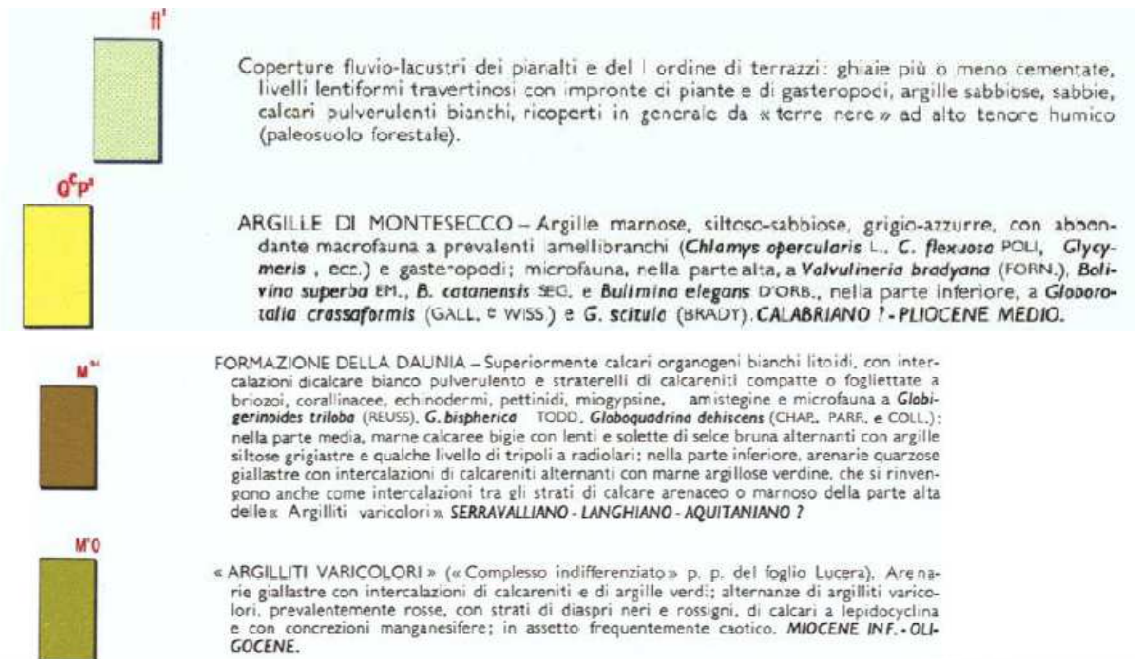 fl¹
Coperture fluvio-lacustri dei pianalti e del I ordine di terrazzi: ghiaie più o meno cementate,
livelli lentiformi travertinosi con impronte di piante e di gasteropodi, argille sabbiose, sabbie,
calcari pulverulenti bianchi, ricoperti in generale da « terre nere » ad alto tenore humico
(paleosuolo forestale).
ARGILLE DI MONTESECCO – Argille marnose, siltoso-sabbiose, grigio-azzurre, con abbon-
dante macrofauna a prevalenti lamellibranchi (Chlamys opercularis L., C. flexuosa POLI, Glycy-
meris , ecc.) e gasteropodi; microfauna, nella parte alta, a Valvulineria bradyana (FORN.), Boli-
vina superba EM., B. catanensis SEG. e Bulimina elegans D'ORB., nella parte inferiore, a Globoro-
talia crassaformis (GALL. e WISS.) e G. scitula (BRADY). CALABRIANO ? - PLIOCENE MEDIO.
FORMAZIONE DELLA DAUNIA – Superiormente calcari organogeni bianchi litoidi, con inter-
calazioni dicalcare bianco pulverulento e straterelli di calcareniti compatte o fogliettate a
briozoi, corallinacee, echinodermi, pettinidi, miogypsine, amistegine e microfauna a Globi-
gerinoides triloba (REUSS), G. bispherica TODD, Globoquadrina dehiscens (CHAP., PARR. e COLL.);
nella parte media, marne calcaree bigie con lenti e solette di selce bruna alternanti con argille
siltose grigiastre e qualche livello di tripoli a radiolari; nella parte inferiore, arenarie quarzose
giallastre con intercalazioni di calcareniti alternanti con marne argillose verdine, che si rinven-
gono anche come intercalazioni tra gli strati di calcare arenaceo o marnoso della parte alta
delle« Argilliti varicolori ». SERRAVALLIANO - LANGHIANO - AQUITANIANO ?
« ARGILLITI VARICOLORI » (« Complesso indifferenziato » p. p. del foglio Lucera). Arena-
rie giallastre con intercalazioni di calcareniti e di argille verdi; alternanze di argilliti varico-
lori, prevalentemente rosse, con strati di diaspri neri e rossigni, di calcari a lepidocyclina
e con concrezioni manganesifere; in assetto frequentemente caotico. MIOCENE INF. - OLI-
GOCENE.